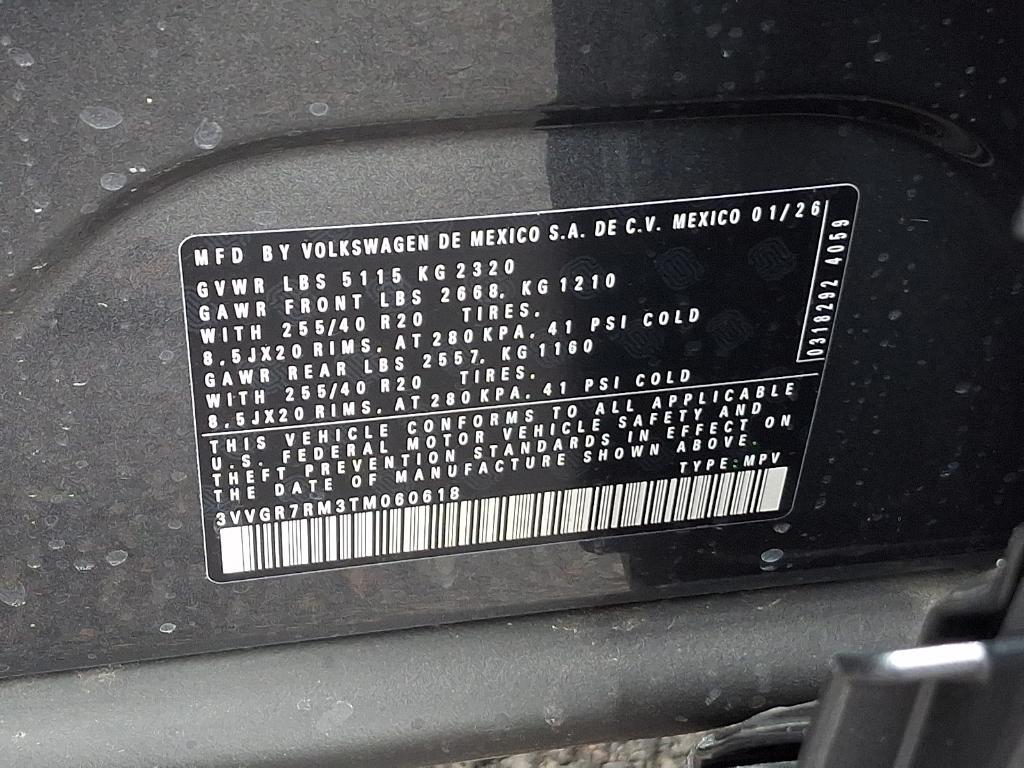 MFD BY VOLKSWAGEN DE MEXICO S.A. DE C.V. MEXICO 01/26
GVWR LBS 5115 KG 2320
GAWR FRONT LBS 2668, KG 1210
WITH 255/40 R20 TIRES.
8.5JX20 RIMS. AT 280 KPA. 41 PSI COLD
GAWR REAR LBS 2557, KG 1160
WITH 255/40 R20 TIRES.
8.5JX20 RIMS. AT 280 KPA. 41 PSI COLD
0318292 4059
THIS VEHICLE CONFORMS TO ALL APPLICABLE
U.S. FEDERAL MOTOR VEHICLE SAFETY AND
THEFT PREVENTION STANDARDS IN EFFECT ON
THE DATE OF MANUFACTURE SHOWN ABOVE.
3VVGR7RM3TM060618 TYPE:MPV